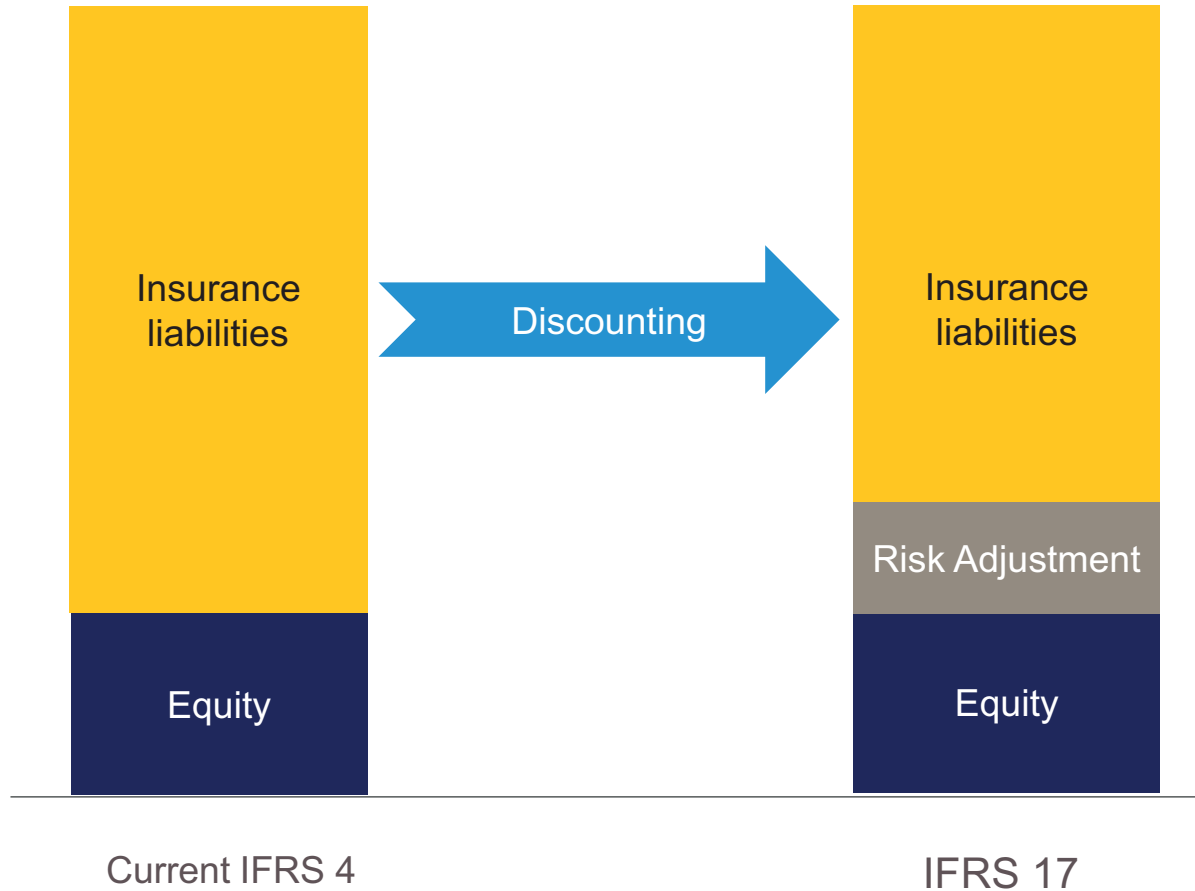 Insurance
liabilities
Equity
Discounting
Insurance
liabilities
Risk Adjustment
Equity
Current IFRS 4
IFRS 17